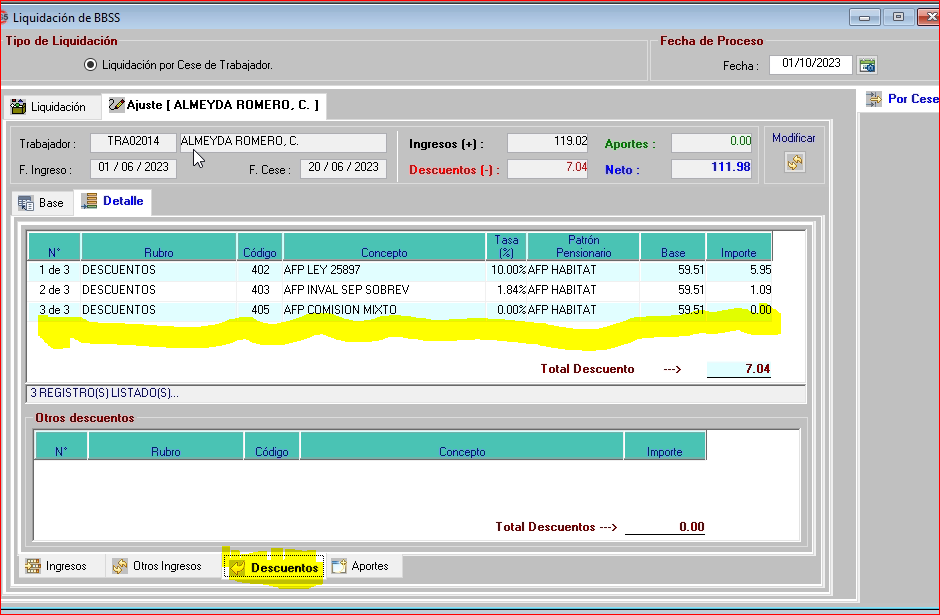 Liquidación de BBSS
Tipo de Liquidación
Fecha de Proceso
Liquidación por Cese de Trabajador.
Fecha : 01/10/2023
Liquidación
Ajuste [ ALMEYDA ROMERO, C. ]
Por Cese
Trabajador : TRA02014 ALMEYDA ROMERO, C.
Ingresos (+) : 119.02 Aportes : 0.00
Modificar
F. Ingreso : 01 / 06 / 2023 F. Cese : 20 / 06 / 2023
Descuentos (-) : 7.04 Neto : 111.98
Base Detalle
N° Rubro Código Concepto Tasa (%) Patrón Pensionario Base Importe
1 de 3 DESCUENTOS 402 AFP LEY 25897 10.00% AFP HABITAT 59.51 5.95
2 de 3 DESCUENTOS 403 AFP INVAL SEP SOBREV 1.84% AFP HABITAT 59.51 1.09
3 de 3 DESCUENTOS 405 AFP COMISION MIXTO 0.00% AFP HABITAT 59.51 0.00
Total Descuento ---> 7.04
3 REGISTRO(S) LISTADO(S)...
Otros descuentos
N° Rubro Código Concepto Importe
Total Descuentos ---> 0.00
Ingresos Otros Ingresos Descuentos Aportes